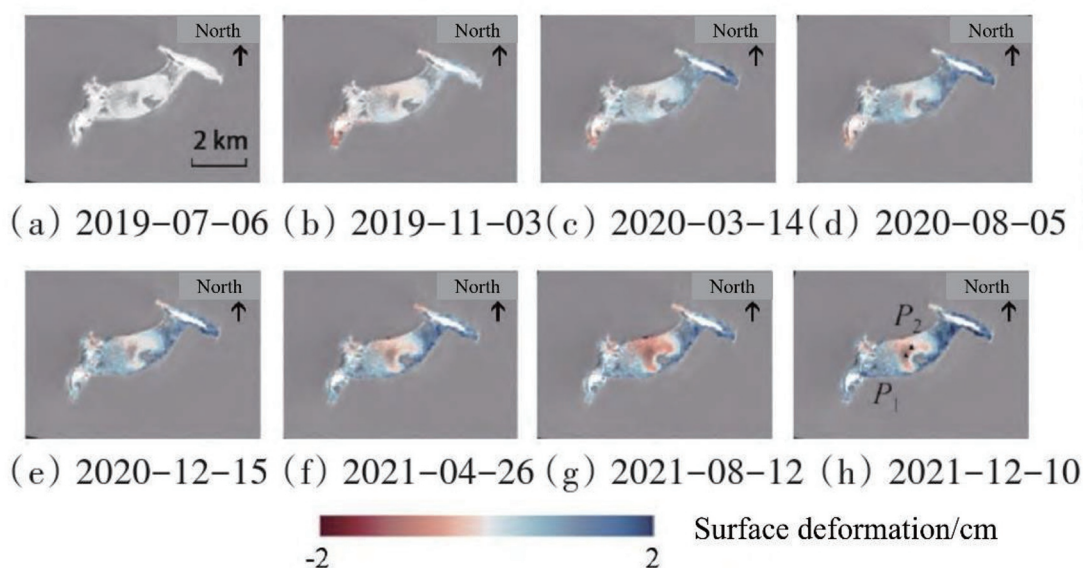 North North North North
2 km
(a) 2019-07-06 (b) 2019-11-03 (c) 2020-03-14 (d) 2020-08-05
North North North North
P2
P1
(e) 2020-12-15 (f) 2021-04-26 (g) 2021-08-12 (h) 2021-12-10
Surface deformation/cm
-2 2